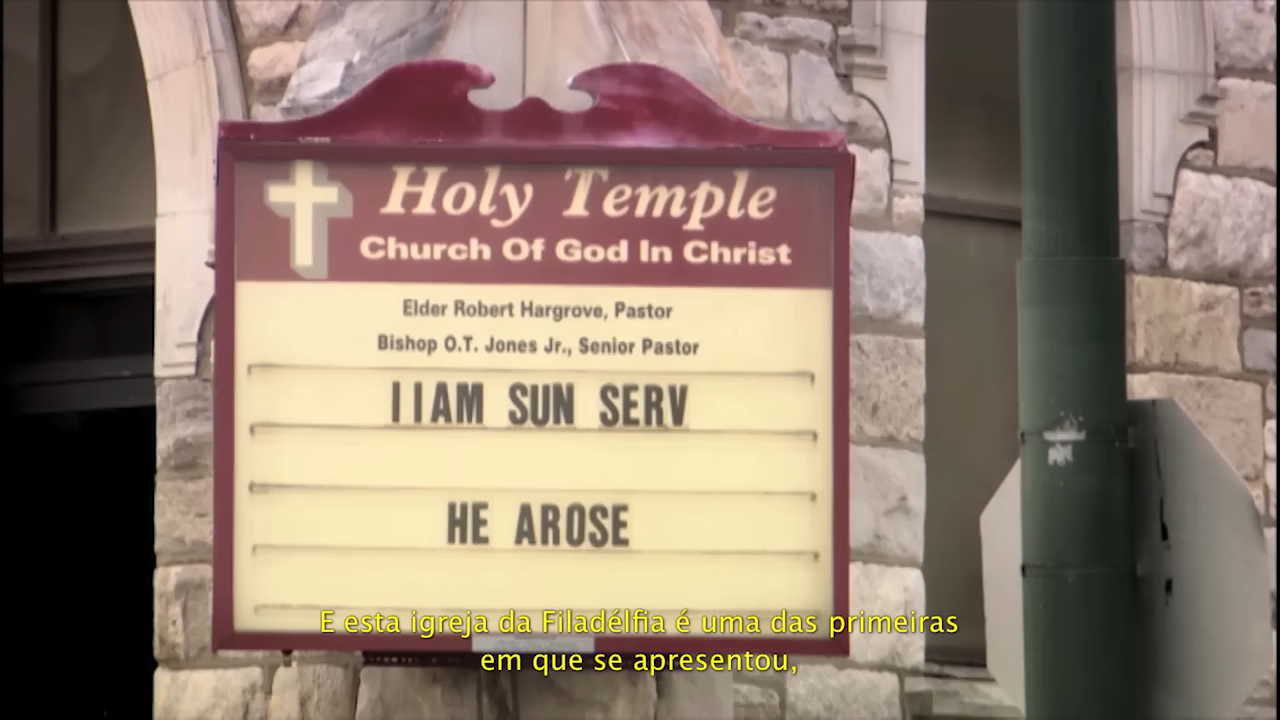 Holy Temple
Church Of God In Christ
Elder Robert Hargrove, Pastor
Bishop O.T. Jones Jr., Senior Pastor
11AM SUN SERV
HE AROSE
E esta igreja da Filadélfia é uma das primeiras
em que se apresentou,